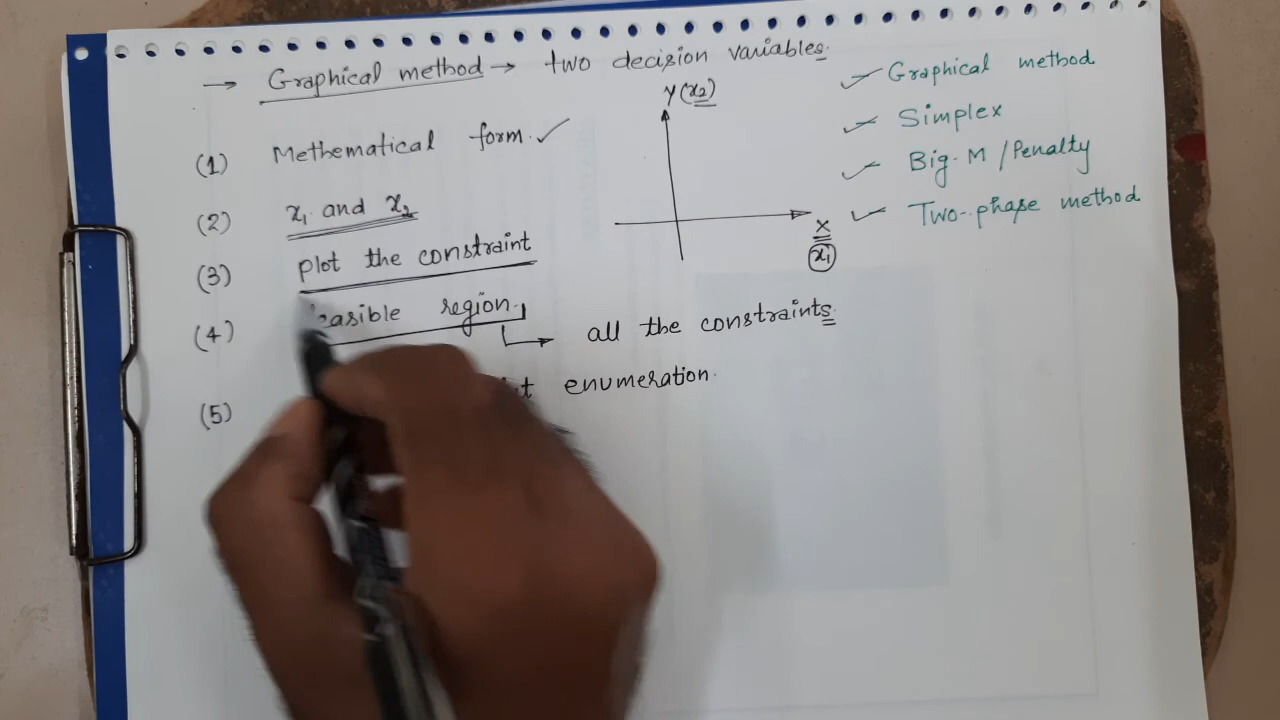 → Graphical method → two decision variables.
Y(x₂)
(1) Methematical form. ✓
(2) x₁ and x₂
(3) plot the constraint
X
x₁
(4) region. → all the constraints
(5) enumeration.
✓ Graphical method
✓ Simplex
✓ Big-M / Penalty
✓ Two-phase method